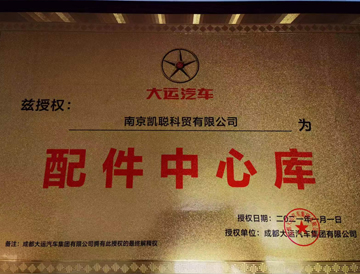 大运汽车
兹授权：
南京凯聪科贸有限公司 为
配件中心库
授权日期：二〇二一年一月一日
授权单位：成都大运汽车集团有限公司
备注：成都大运汽车集团有限公司拥有此授权的最终解释权